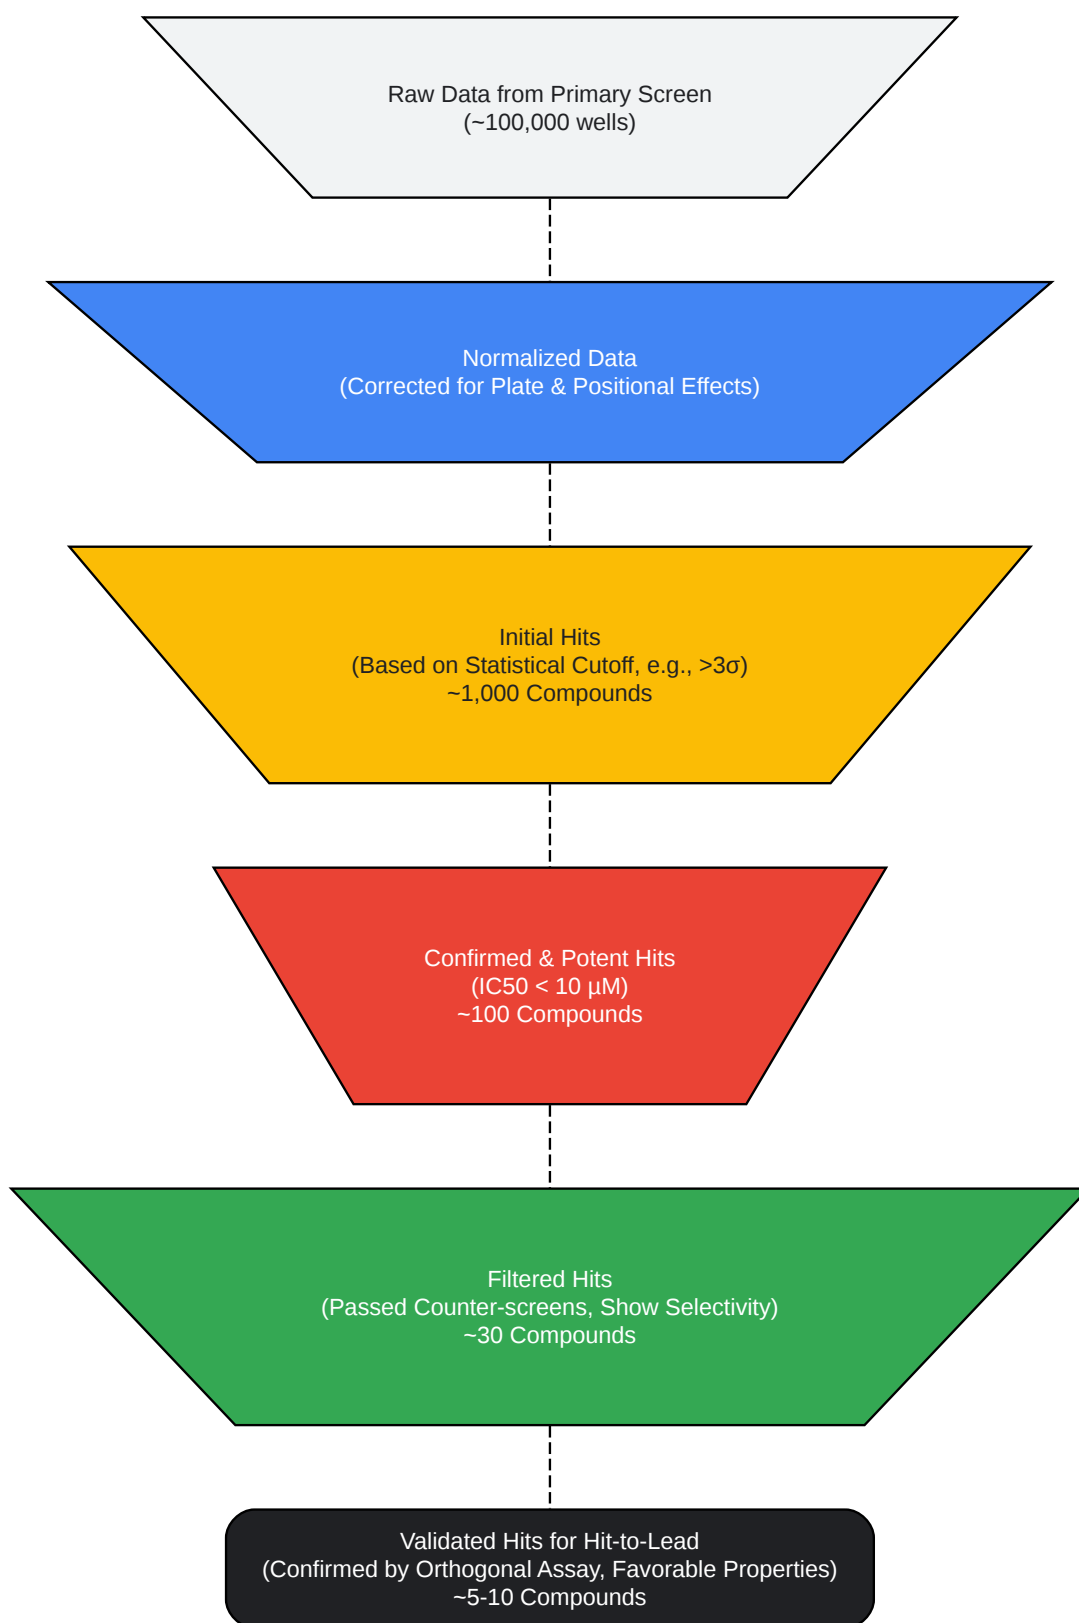 Raw Data from Primary Screen
(~100,000 wells)
Normalized Data
(Corrected for Plate & Positional Effects)
Initial Hits
(Based on Statistical Cutoff, e.g., >3σ)
~1,000 Compounds
Confirmed & Potent Hits
(IC50 < 10 µM)
~100 Compounds
Filtered Hits
(Passed Counter-screens, Show Selectivity)
~30 Compounds
Validated Hits for Hit-to-Lead
(Confirmed by Orthogonal Assay, Favorable Properties)
~5-10 Compounds